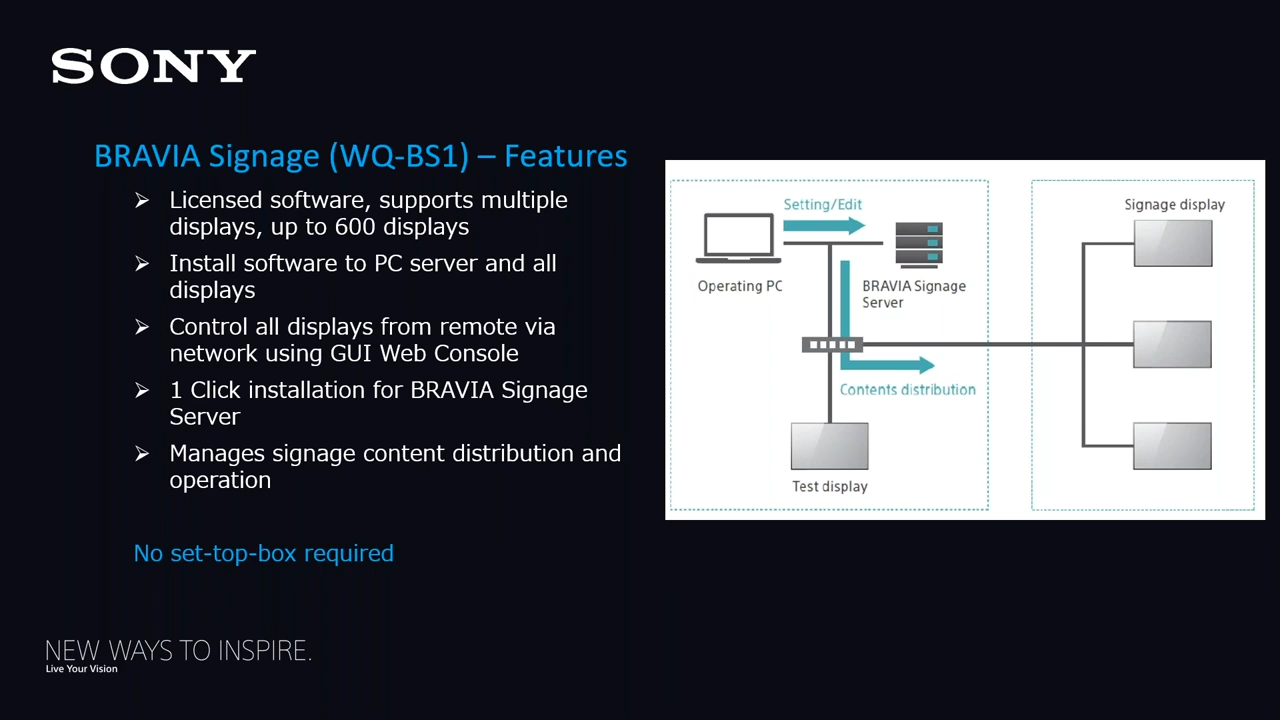 SONY
BRAVIA Signage (WQ-BS1) – Features
Licensed software, supports multiple
displays, up to 600 displays
Install software to PC server and all
displays
Control all displays from remote via
network using GUI Web Console
1 Click installation for BRAVIA Signage
Server
Manages signage content distribution and
operation
No set-top-box required
NEW WAYS TO INSPIRE.
Live Your Vision
Setting/Edit
Operating PC
BRAVIA Signage
Server
Contents distribution
Test display
Signage display